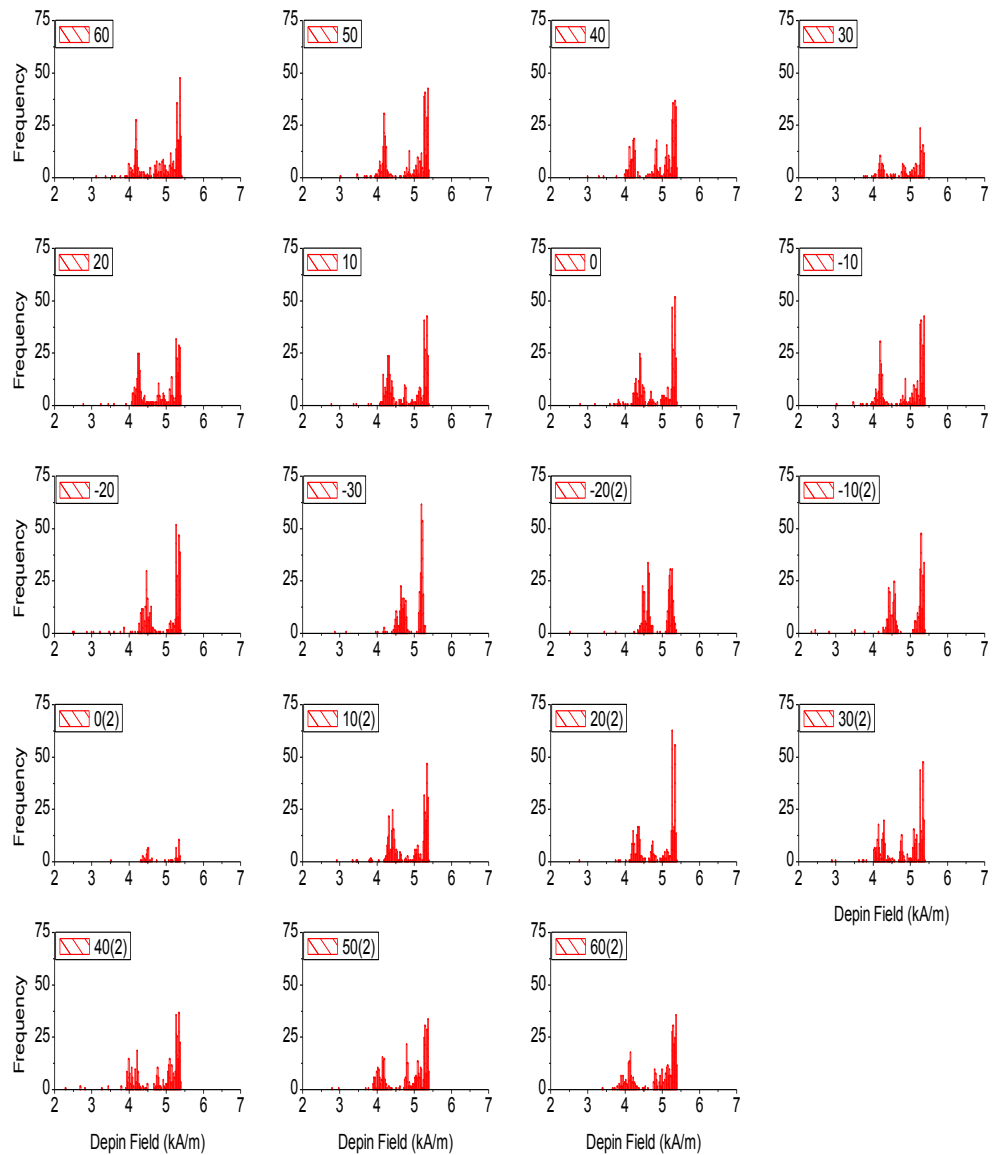 75 60 75 50 75 40 75 30
50 50 50 50
25 25 25 25
0 0 0 0
2 3 4 5 6 7 2 3 4 5 6 7 2 3 4 5 6 7 2 3 4 5 6 7
Frequency
75 20 75 10 75 0 75 -10
50 50 50 50
25 25 25 25
0 0 0 0
2 3 4 5 6 7 2 3 4 5 6 7 2 3 4 5 6 7 2 3 4 5 6 7
Frequency
75 -20 75 -30 75 -20(2) 75 -10(2)
50 50 50 50
25 25 25 25
0 0 0 0
2 3 4 5 6 7 2 3 4 5 6 7 2 3 4 5 6 7 2 3 4 5 6 7
Frequency
75 0(2) 75 10(2) 75 20(2) 75 30(2)
50 50 50 50
25 25 25 25
0 0 0 0
2 3 4 5 6 7 2 3 4 5 6 7 2 3 4 5 6 7 2 3 4 5 6 7
Frequency
Depin Field (kA/m)
75 40(2) 75 50(2) 75 60(2)
50 50 50
25 25 25
0 0 0
2 3 4 5 6 7 2 3 4 5 6 7 2 3 4 5 6 7
Frequency
Depin Field (kA/m) Depin Field (kA/m) Depin Field (kA/m)